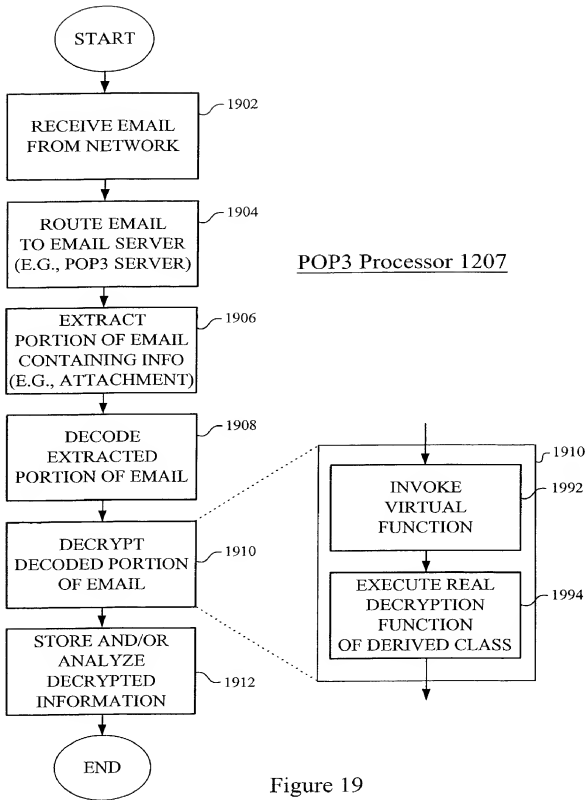 START
1902
RECEIVE EMAIL
FROM NETWORK
1904
ROUTE EMAIL
TO EMAIL SERVER
(E.G., POP3 SERVER)
POP3 Processor 1207
1906
EXTRACT
PORTION OF EMAIL
CONTAINING INFO
(E.G., ATTACHMENT)
1908
DECODE
EXTRACTED
PORTION OF EMAIL
1910
DECRYPT
DECODED PORTION
OF EMAIL
1912
STORE AND/OR
ANALYZE
DECRYPTED
INFORMATION
END
1910
1992
INVOKE
VIRTUAL
FUNCTION
1994
EXECUTE REAL
DECRYPTION
FUNCTION
OF DERIVED CLASS
Figure 19